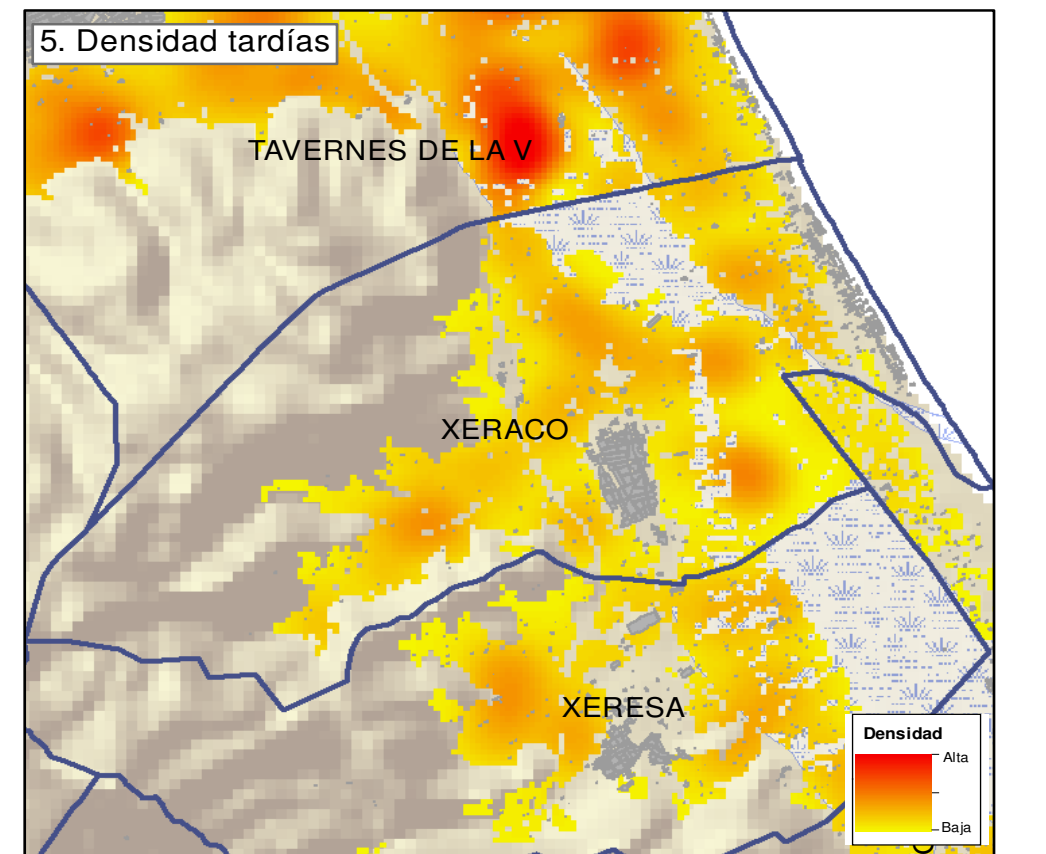 5. Densidad tardías
TAVERNES DE LA V
XERACO
XERESA
Densidad
Alta
Baja